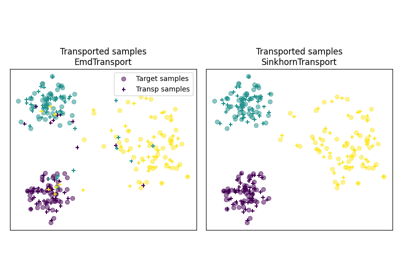 Transported samples
EmdTransport
Target samples
Transp samples
Transported samples
SinkhornTransport